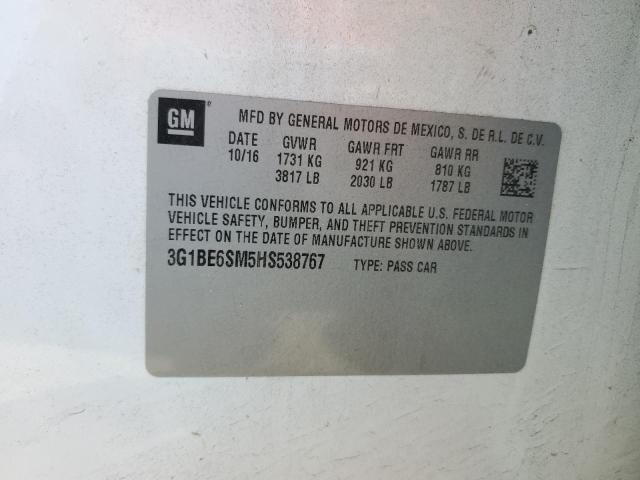 GM
MFD BY GENERAL MOTORS DE MEXICO, S. DE R.L. DE C.V.
DATE GVWR GAWR FRT GAWR RR
10/16 1731 KG 921 KG 810 KG
3817 LB 2030 LB 1787 LB
THIS VEHICLE CONFORMS TO ALL APPLICABLE U.S. FEDERAL MOTOR
VEHICLE SAFETY, BUMPER, AND THEFT PREVENTION STANDARDS IN
EFFECT ON THE DATE OF MANUFACTURE SHOWN ABOVE.
3G1BE6SM5HS538767 TYPE: PASS CAR